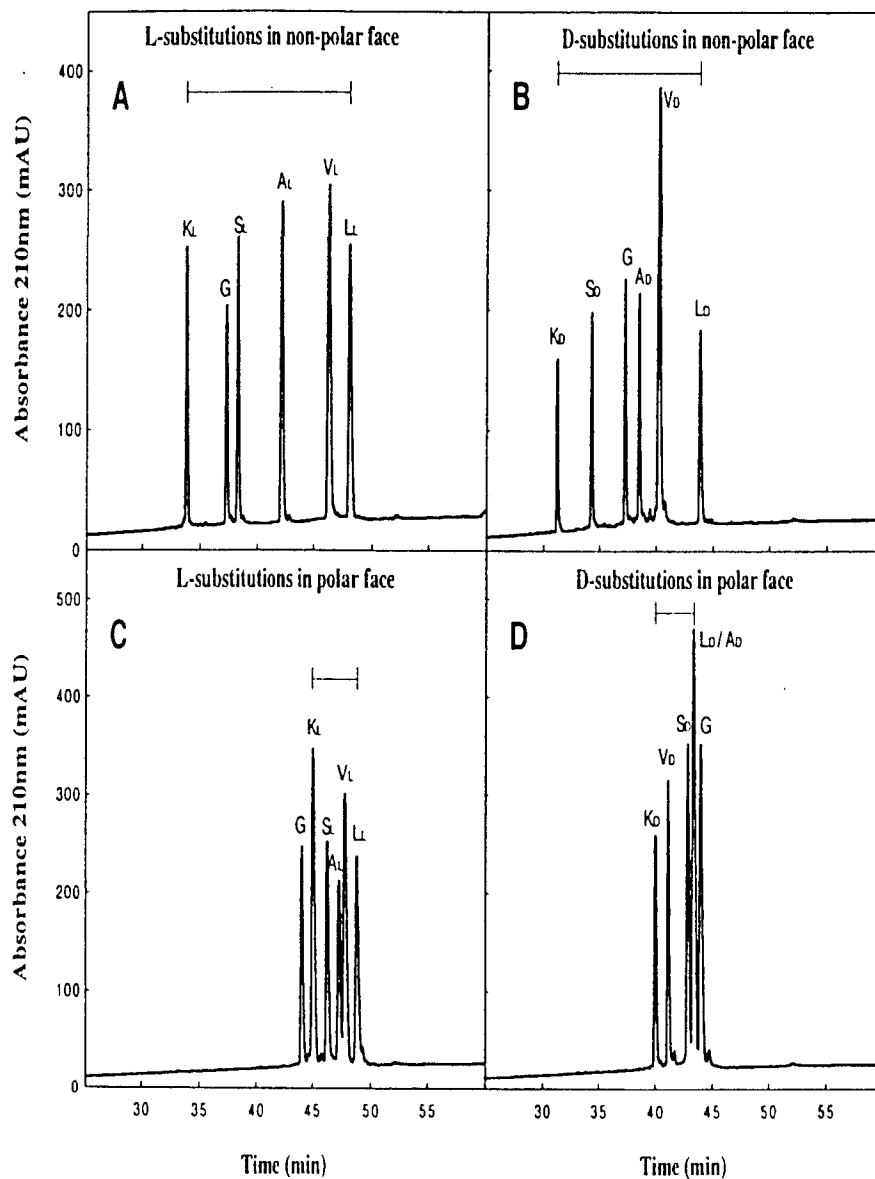 L-substitutions in non-polar face
D-substitutions in non-polar face
A
B
KL
G
SL
AL
VL
LL
KD
SD
G
AD
VD
LD
400
300
200
100
0
Absorbance 210nm (mAU)
L-substitutions in polar face
D-substitutions in polar face
C
D
G
KL
SL
AL
VL
LL
KD
VD
SD
LD / AD
G
500
400
300
200
100
0
Absorbance 210nm (mAU)
30 35 40 45 50 55
30 35 40 45 50 55
Time (min)
Time (min)